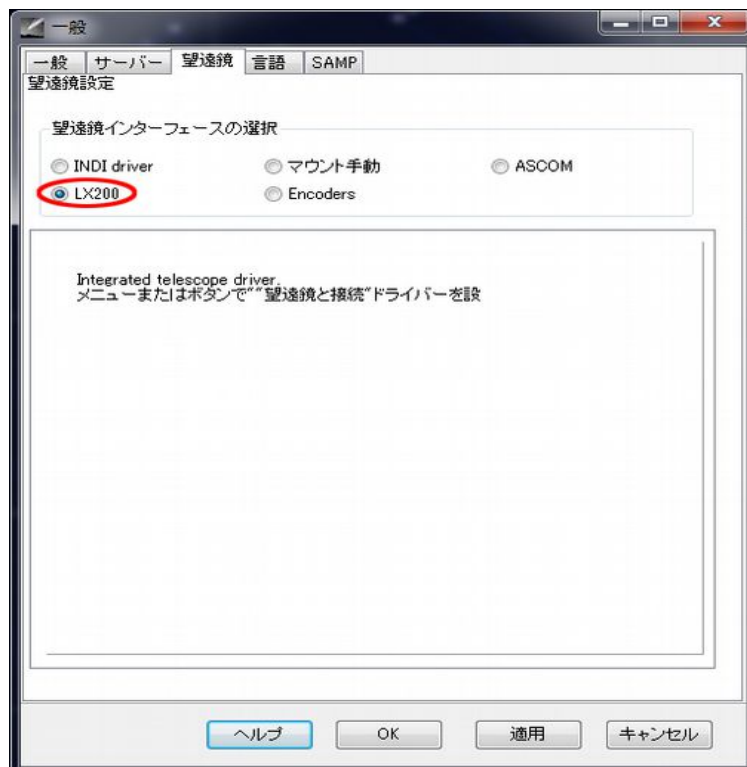 一般
一般 サーバー 望遠鏡 言語 SAMP
望遠鏡設定
望遠鏡インターフェースの選択
INDI driver マウント手動 ASCOM
LX200 Encoders
Integrated telescope driver.
メニューまたはボタンで""望遠鏡と接続"ドライバーを設
ヘルプ OK 適用 キャンセル